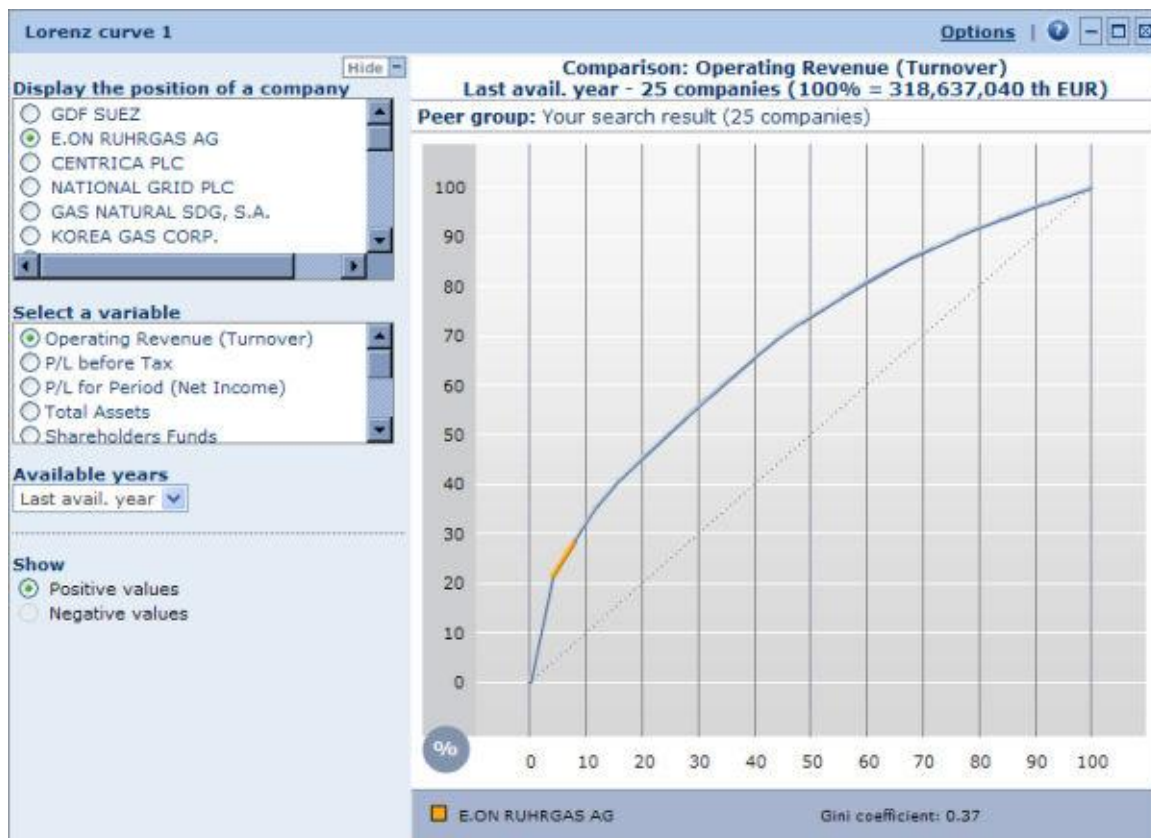 Lorenz curve 1
Options | ?
Hide
Display the position of a company
GDF SUEZ
E.ON RUHRGAS AG
CENTRICA PLC
NATIONAL GRID PLC
GAS NATURAL SDG, S.A.
KOREA GAS CORP.
Select a variable
Operating Revenue (Turnover)
P/L before Tax
P/L for Period (Net Income)
Total Assets
Shareholders Funds
Available years
Last avail. year
Show
Positive values
Negative values
Comparison: Operating Revenue (Turnover)
Last avail. year - 25 companies (100% = 318,637,040 th EUR)
Peer group: Your search result (25 companies)
100
90
80
70
60
50
40
30
20
10
0
%
0 10 20 30 40 50 60 70 80 90 100
E.ON RUHRGAS AG Gini coefficient: 0.37